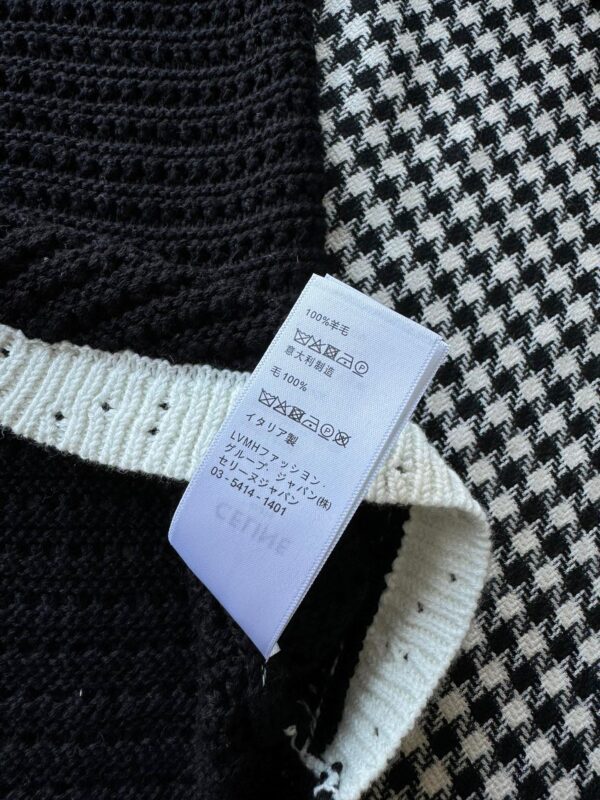 100%羊毛
意大利制造
毛 100%
イタリア製
LVMHファッション・
グループ・ジャパン(株)
セリーヌジャパン
03 - 5414 - 1401
CELINE